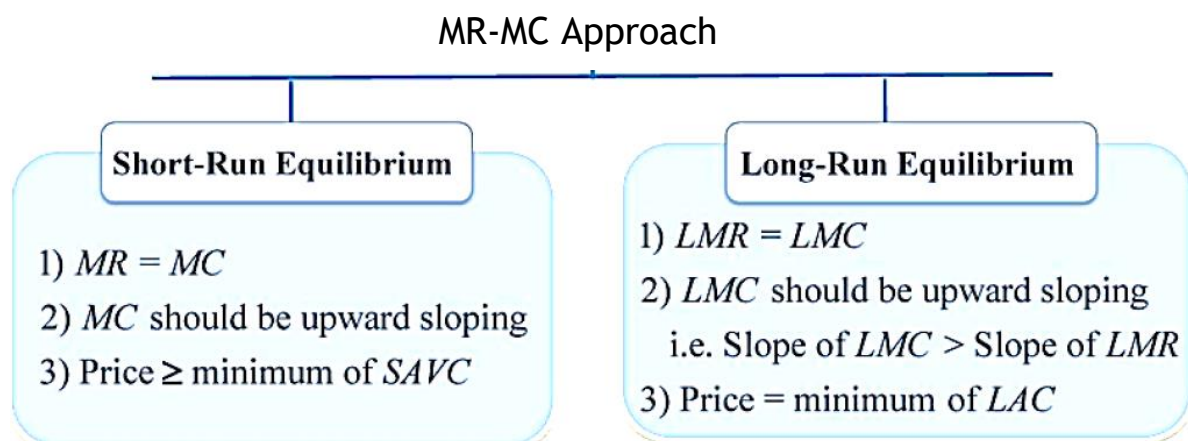 MR-MC Approach
Short-Run Equilibrium
1) MR = MC
2) MC should be upward sloping
3) Price ≥ minimum of SAVC
Long-Run Equilibrium
1) LMR = LMC
2) LMC should be upward sloping
i.e. Slope of LMC > Slope of LMR
3) Price = minimum of LAC